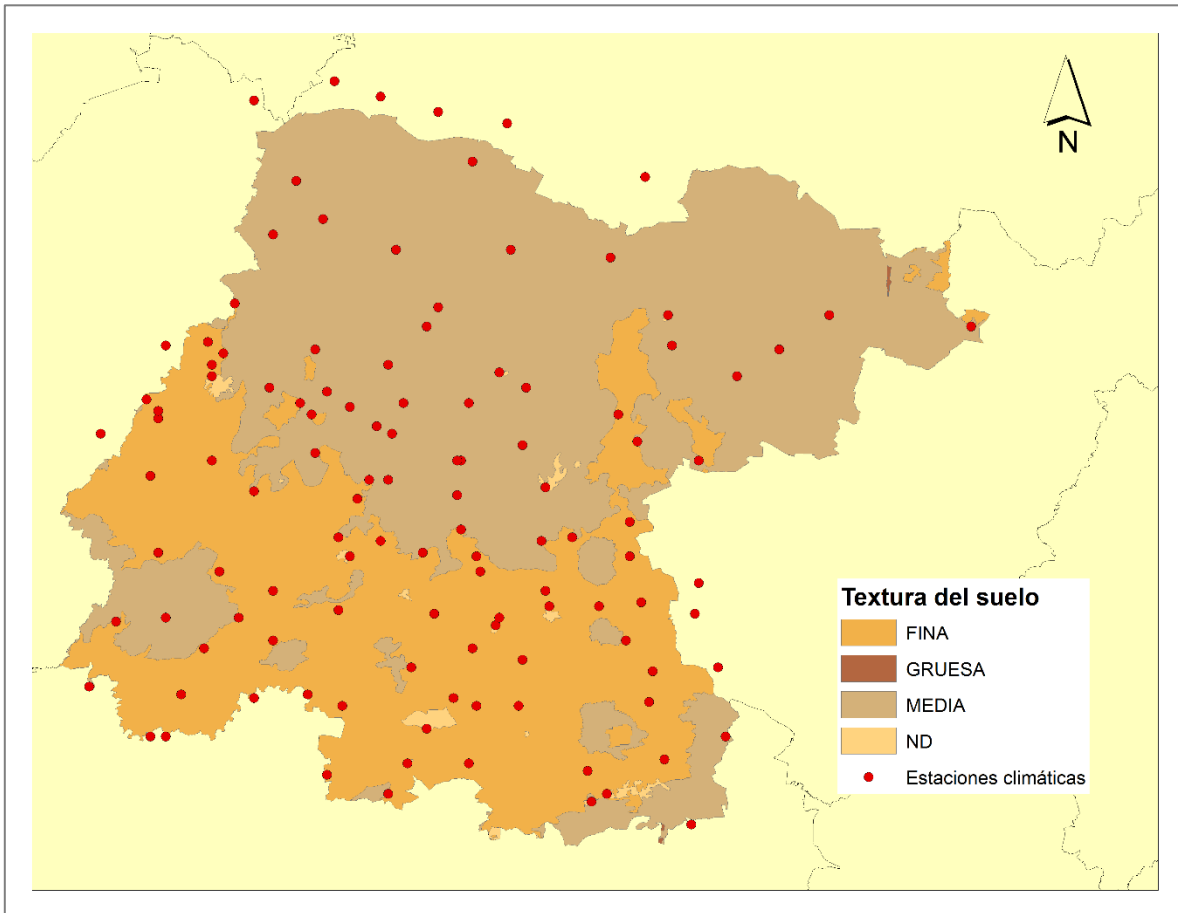 N
Textura del suelo
FINA
GRUESA
MEDIA
ND
Estaciones climáticas